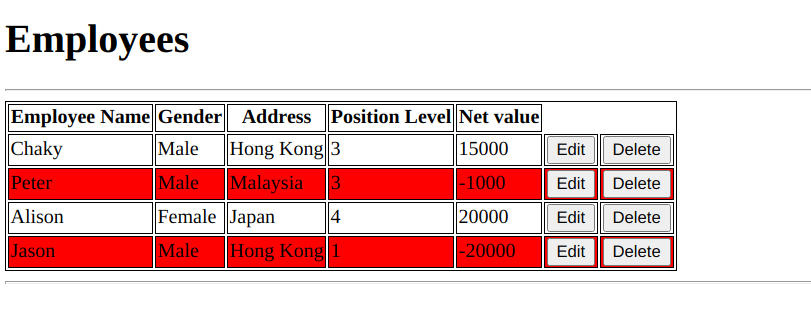 Employees
Employee Name Gender Address Position Level Net value
Chaky Male Hong Kong 3 15000 Edit Delete
Peter Male Malaysia 3 -1000 Edit Delete
Alison Female Japan 4 20000 Edit Delete
Jason Male Hong Kong 1 -20000 Edit Delete